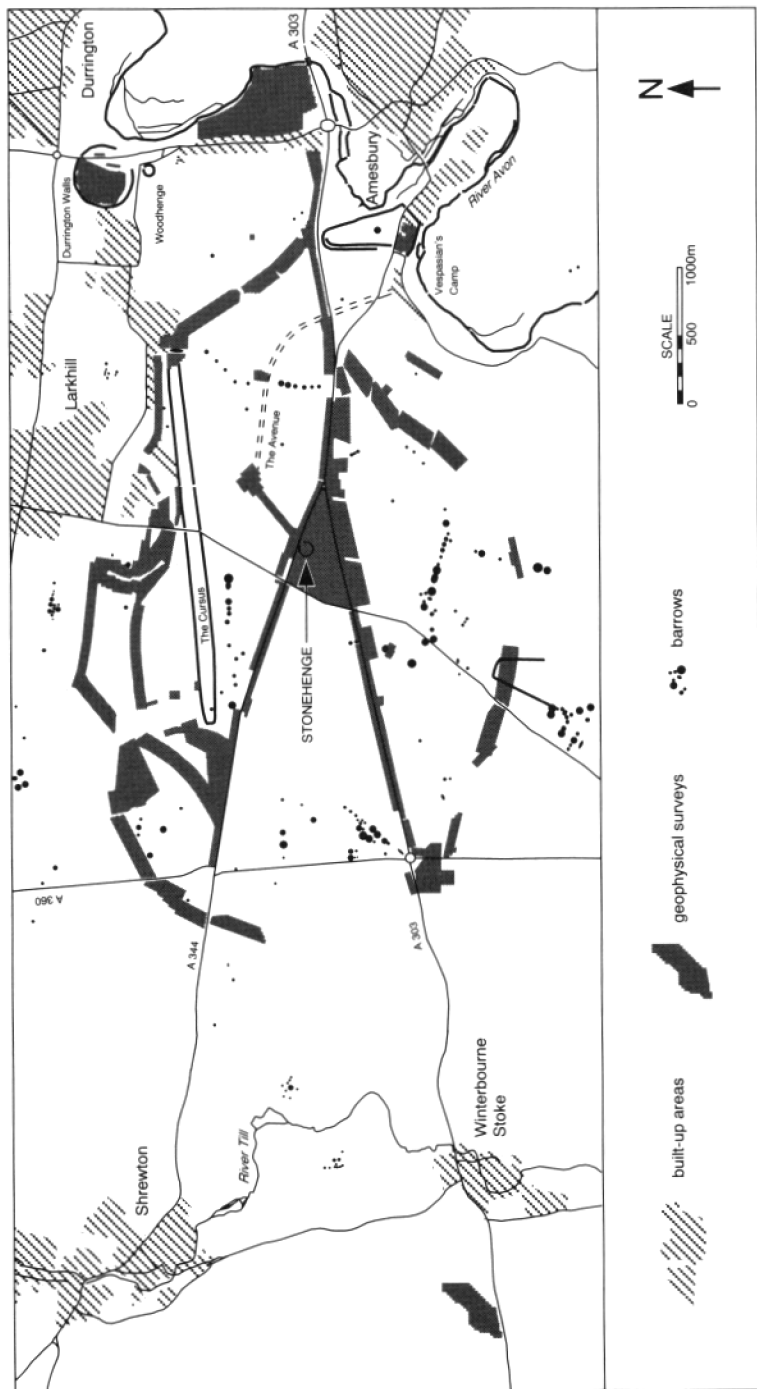 Durrington
A 303
Durrington Walls
Woodhenge
Amesbury
River Avon
Vespasian's
Camp
Larkhill
The Avenue
The Cursus
STONEHENGE
A 360
A 344
A 303
Shrewton
River Till
Winterbourne
Stoke
N
SCALE
0
500
1000m
built-up areas
geophysical surveys
barrows